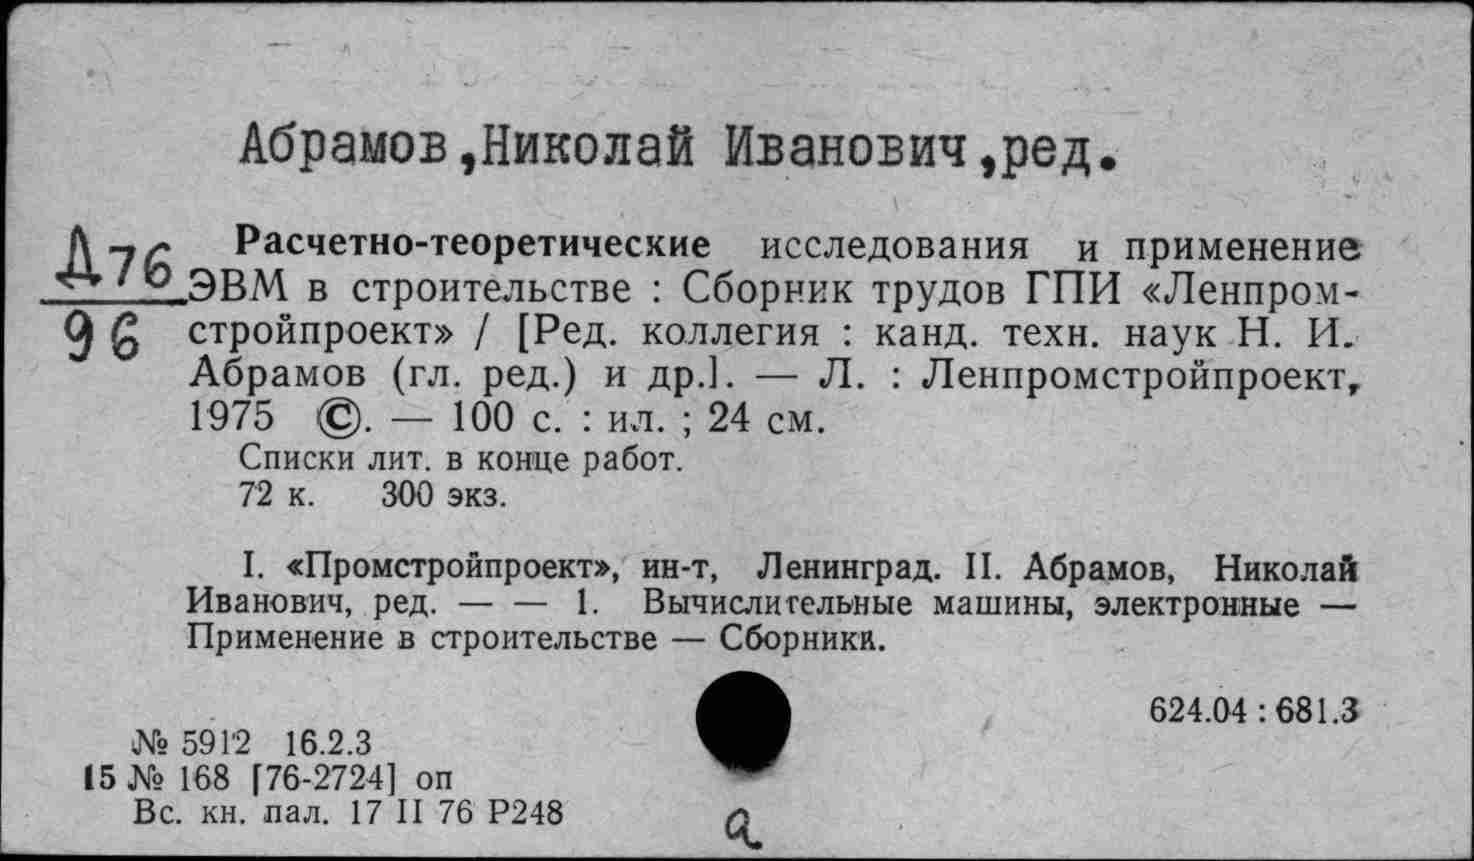 Абрамов,Николай Иванович,ред.
Д76
96
Расчетно-теоретические исследования и применение
ЭВМ в строительстве : Сборник трудов ГПИ «Ленпром-
стройпроект» / [Ред. коллегия : канд. техн. наук Н. И.
Абрамов (гл. ред.) и др.]. — Л. : Ленпромстройпроект,
1975 ©. — 100 с. : ил. ; 24 см.
Списки лит. в конце работ.
72 к. 300 экз.
I. «Промстройпроект», ин-т, Ленинград. II. Абрамов, Николай
Иванович, ред. — — 1. Вычислительные машины, электронные —
Применение в строительстве — Сборники.
624.04 : 681.3
№ 5912 16.2.3
15 № 168 [76-2724] оп
Вс. кн. пал. 17 II 76 Р248
а